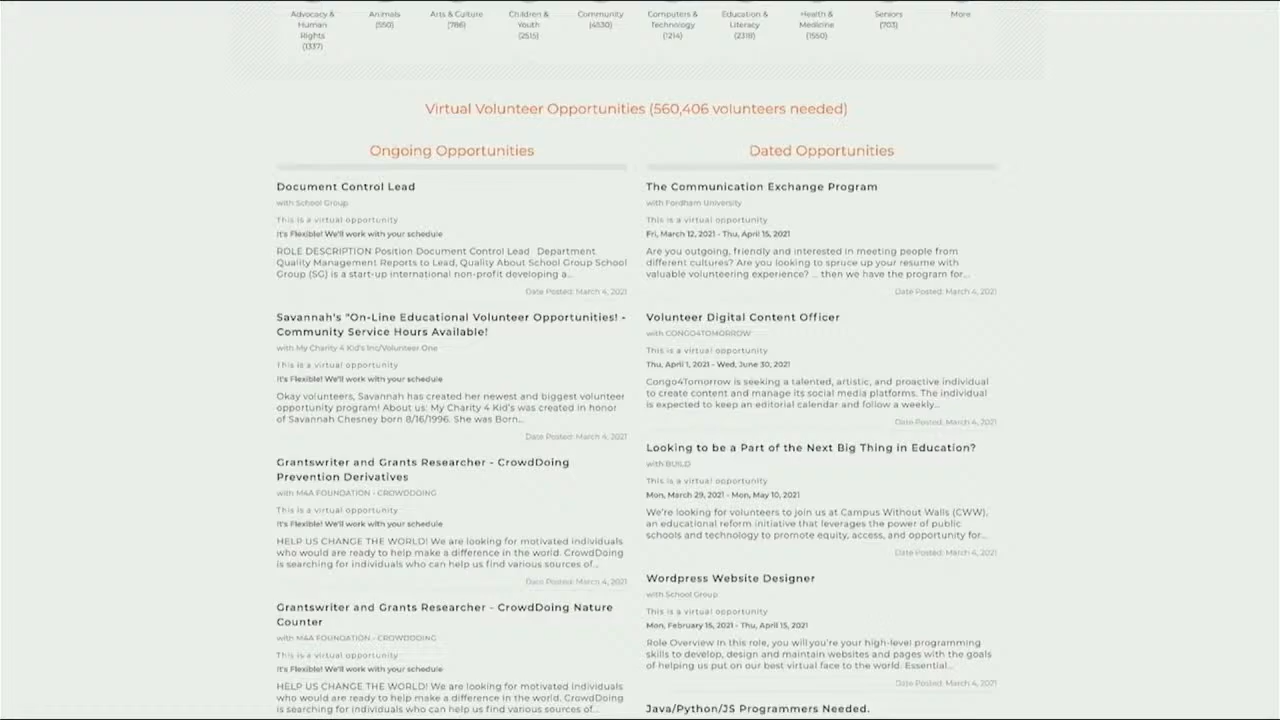 Advocacy &
Human
Rights
(1337)
Animals
(550)
Arts & Culture
(786)
Children &
Youth
(2515)
Community
(4530)
Computers &
Technology
(1214)
Education &
Literacy
(2318)
Health &
Medicine
(1550)
Seniors
(703)
More
Virtual Volunteer Opportunities (560,406 volunteers needed)
Ongoing Opportunities
Document Control Lead
with School Group
This is a virtual opportunity
It's Flexible! We'll work with your schedule
ROLE DESCRIPTION Position Document Control Lead Department
Quality Management Reports to Lead, Quality About School Group School
Group (SG) is a start-up international non-profit developing a...
Date Posted: March 4, 2021
Savannah's "On-Line Educational Volunteer Opportunities! -
Community Service Hours Available!
with My Charity 4 Kid's Inc/Volunteer One
This is a virtual opportunity
It's Flexible! We'll work with your schedule
Okay volunteers, Savannah has created her newest and biggest volunteer
opportunity program! About us: My Charity 4 Kid's was created in honor
of Savannah Chesney born 8/16/1996. She was Born...
Date Posted: March 4, 2021
Grantswriter and Grants Researcher - CrowdDoing
Prevention Derivatives
with M4A FOUNDATION - CROWDDOING
This is a virtual opportunity
It's Flexible! We'll work with your schedule
HELP US CHANGE THE WORLD! We are looking for motivated individuals
who would are ready to help make a difference in the world. CrowdDoing
is searching for individuals who can help us find various sources of...
Date Posted: March 4, 2021
Grantswriter and Grants Researcher - CrowdDoing Nature
Counter
with M4A FOUNDATION - CROWDDOING
This is a virtual opportunity
It's Flexible! We'll work with your schedule
HELP US CHANGE THE WORLD! We are looking for motivated individuals
who would are ready to help make a difference in the world. CrowdDoing
is searching for individuals who can help us find various sources of...
Dated Opportunities
The Communication Exchange Program
with Fordham University
This is a virtual opportunity
Fri, March 12, 2021 - Thu, April 15, 2021
Are you outgoing, friendly and interested in meeting people from
different cultures? Are you looking to spruce up your resume with
valuable volunteering experience? ... then we have the program for...
Date Posted: March 4, 2021
Volunteer Digital Content Officer
with CONGO4TOMORROW
This is a virtual opportunity
Thu, April 1, 2021 - Wed, June 30, 2021
Congo4Tomorrow is seeking a talented, artistic, and proactive individual
to create content and manage its social media platforms. The individual
is expected to keep an editorial calendar and follow a weekly...
Date Posted: March 4, 2021
Looking to be a Part of the Next Big Thing in Education?
with BUILD
This is a virtual opportunity
Mon, March 29, 2021 - Mon, May 10, 2021
We're looking for volunteers to join us at Campus Without Walls (CWW),
an educational reform initiative that leverages the power of public
schools and technology to promote equity, access, and opportunity for...
Date Posted: March 4, 2021
Wordpress Website Designer
with School Group
This is a virtual opportunity
Mon, February 15, 2021 - Thu, April 15, 2021
Role Overview In this role, you will you're your high-level programming
skills to develop, design and maintain websites and pages with the goals
of helping us put on our best virtual face to the world. Essential...
Date Posted: March 4, 2021
Java/Python/JS Programmers Needed.